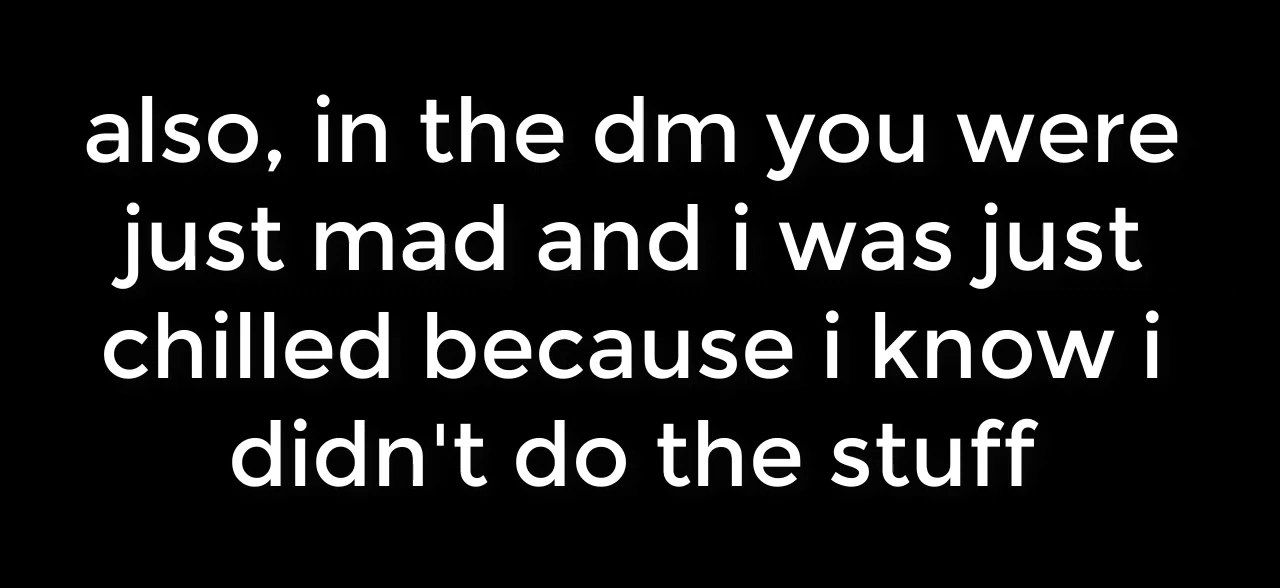 also, in the dm you were
just mad and i was just
chilled because i know i
didn't do the stuff